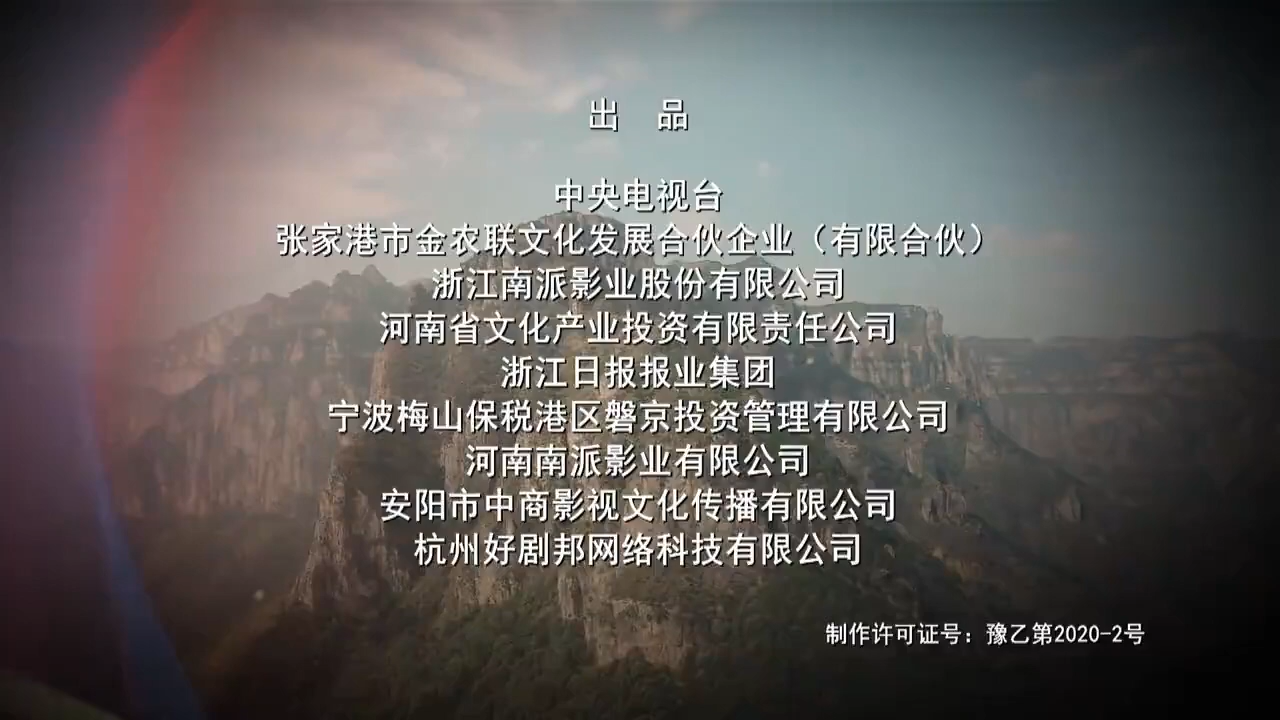 出 品
中央电视台
张家港市金农联文化发展合伙企业（有限合伙）
浙江南派影业股份有限公司
河南省文化产业投资有限责任公司
浙江日报报业集团
宁波梅山保税港区磐京投资管理有限公司
河南南派影业有限公司
安阳市中商影视文化传播有限公司
杭州好剧邦网络科技有限公司
制作许可证号：豫乙第2020-2号